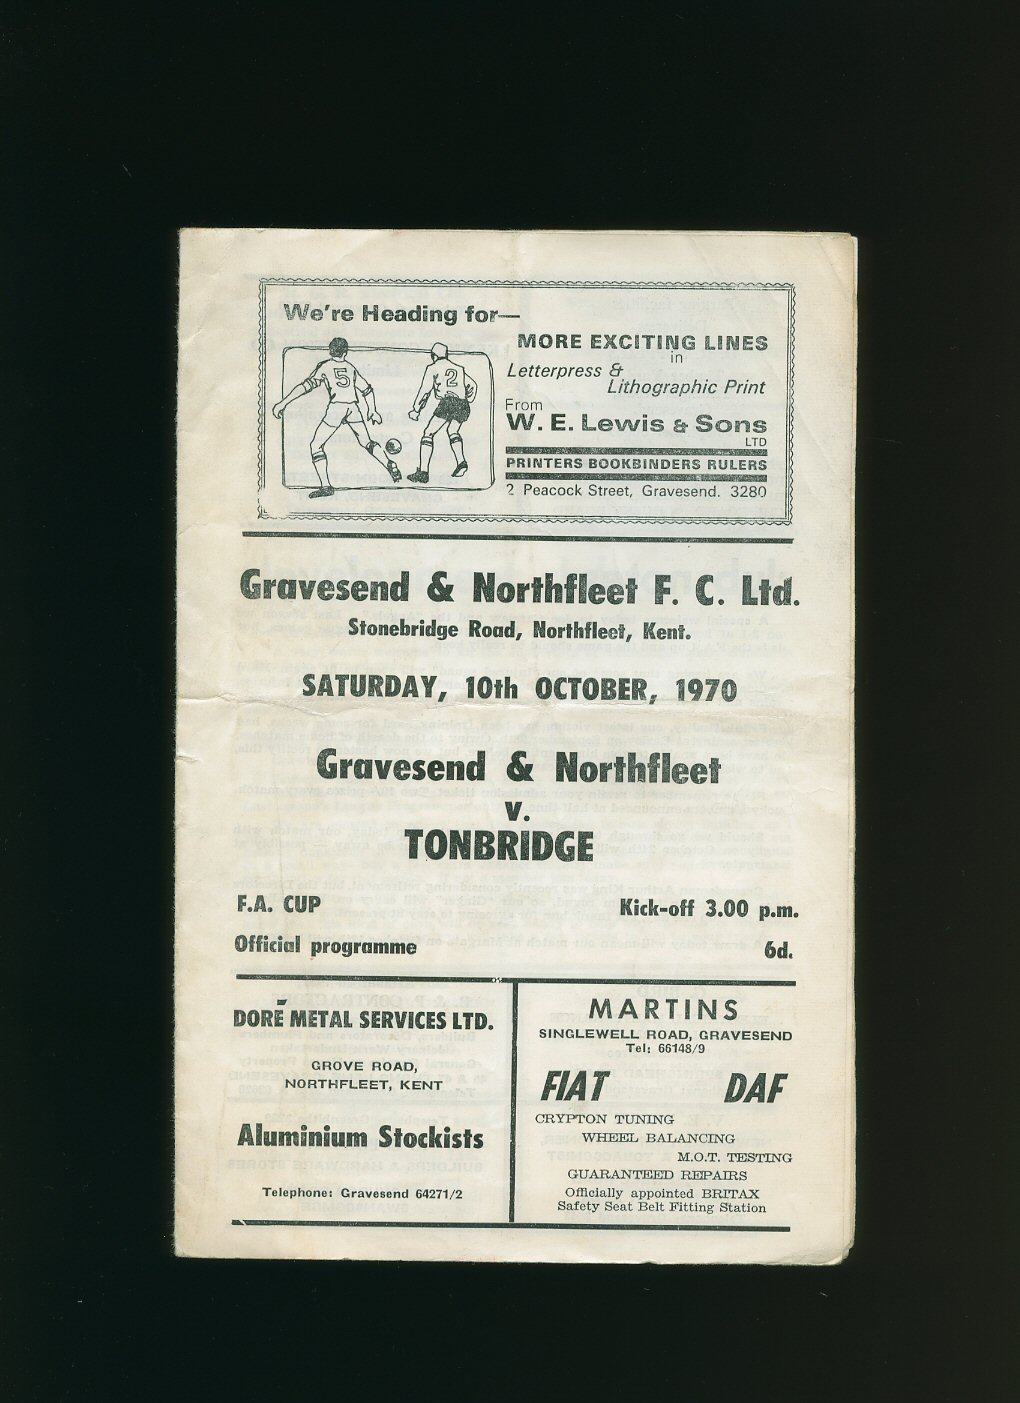 We're Heading for—
5
2
MORE EXCITING LINES
in
Letterpress &
Lithographic Print
From
W. E. Lewis & Sons
LTD
PRINTERS BOOKBINDERS RULERS
2 Peacock Street, Gravesend. 3280
Gravesend & Northfleet F. C. Ltd.
Stonebridge Road, Northfleet, Kent.
SATURDAY, 10th OCTOBER, 1970
Gravesend & Northfleet
v.
TONBRIDGE
F.A. CUP Kick-off 3.00 p.m.
Official programme 6d.
DORÉ METAL SERVICES LTD.
GROVE ROAD,
NORTHFLEET, KENT
Aluminium Stockists
Telephone: Gravesend 64271/2
MARTINS
SINGLEWELL ROAD, GRAVESEND
Tel: 66148/9
FIAT DAF
CRYPTON TUNING
WHEEL BALANCING
M.O.T. TESTING
GUARANTEED REPAIRS
Officially appointed BRITAX
Safety Seat Belt Fitting Station